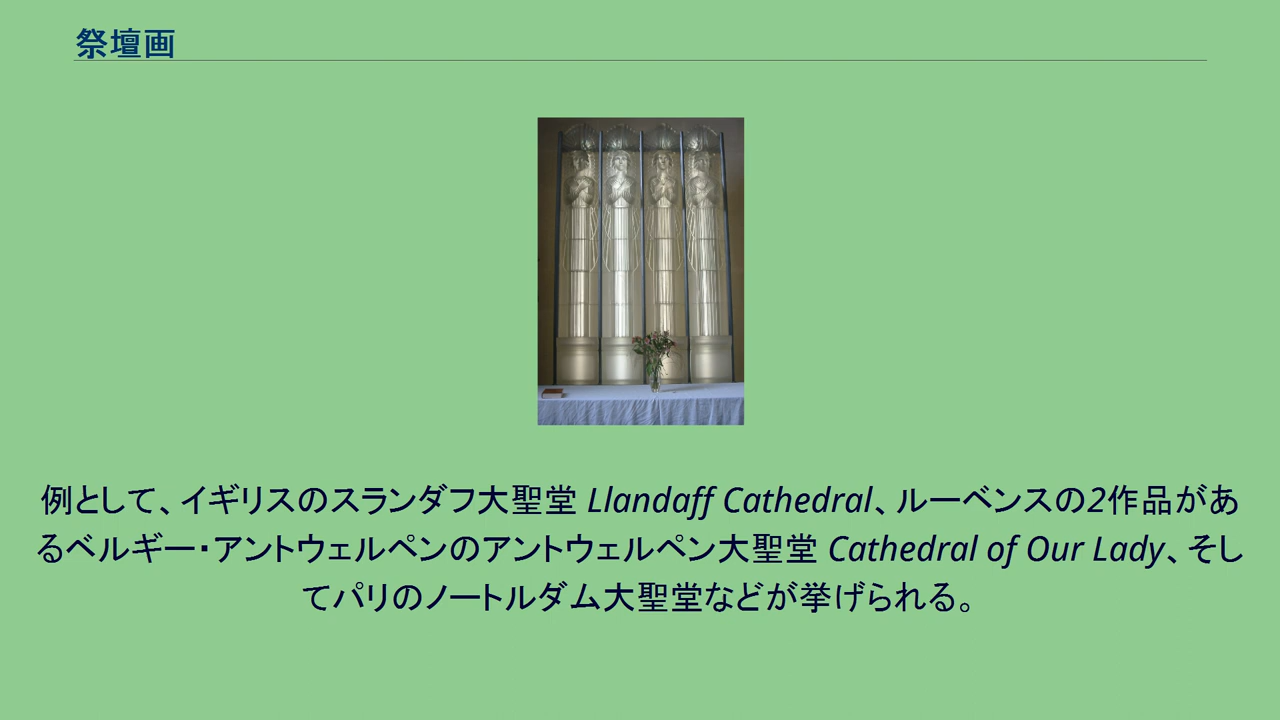 祭壇画
例として、イギリスのスランダフ大聖堂 Llandaff Cathedral、ルーベンスの2作品があ
るベルギー・アントウェルペンのアントウェルペン大聖堂 Cathedral of Our Lady、そし
てパリのノートルダム大聖堂などが挙げられる。